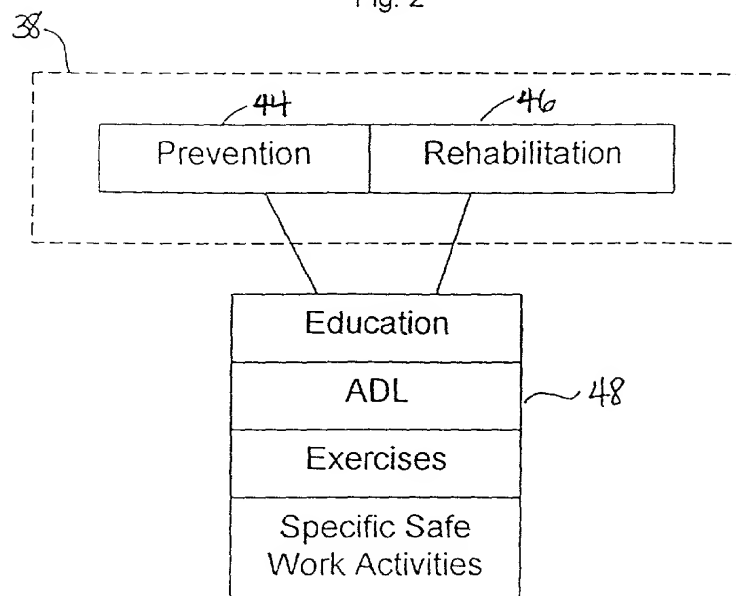 Fig. 2
38
44
46
Prevention
Rehabilitation
Education
ADL
48
Exercises
Specific Safe
Work Activities